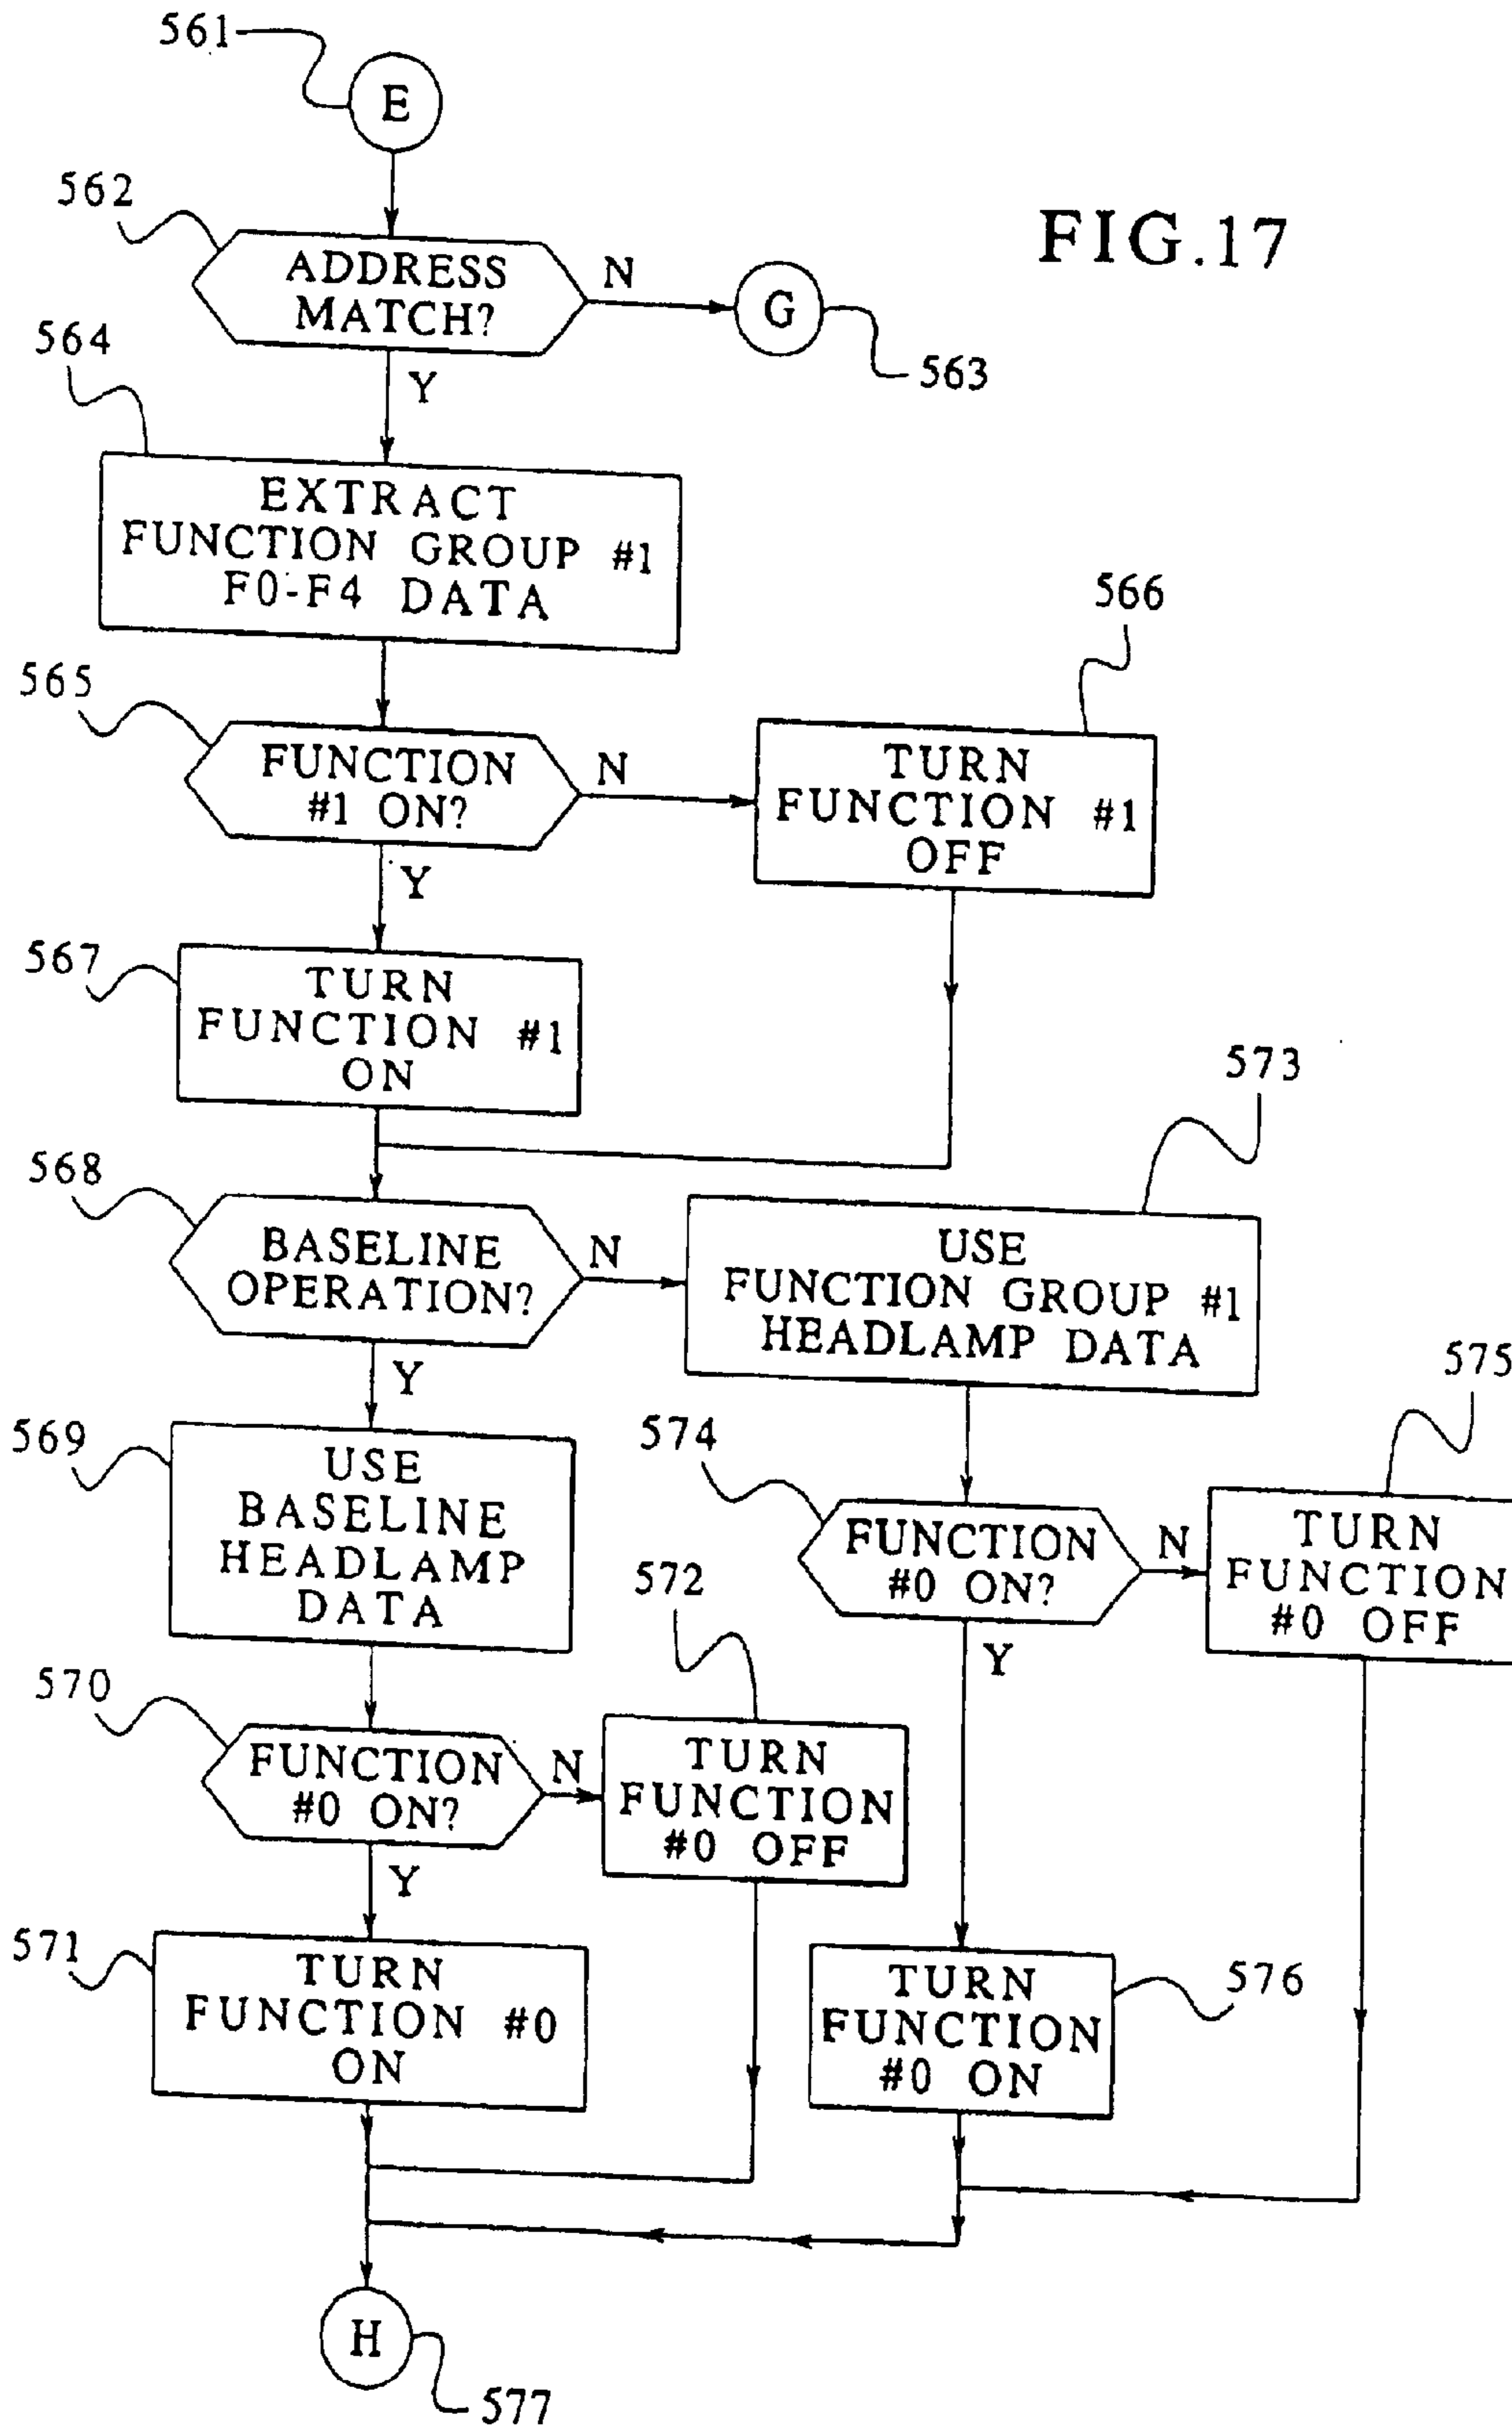 561
E
562
FIG.17
ADDRESS
MATCH?
N
G
563
564
Y
EXTRACT
FUNCTION GROUP #1
F0-F4 DATA
566
565
FUNCTION
#1 ON?
N
TURN
FUNCTION #1
OFF
Y
567
TURN
FUNCTION #1
ON
573
568
BASELINE
OPERATION?
N
USE
FUNCTION GROUP #1
HEADLAMP DATA
Y
575
569
USE
BASELINE
HEADLAMP
DATA
574
FUNCTION
#0 ON?
N
TURN
FUNCTION
#0 OFF
572
Y
570
FUNCTION
#0 ON?
N
TURN
FUNCTION
#0 OFF
Y
571
TURN
FUNCTION #0
ON
TURN
FUNCTION
#0 ON
576
H
577